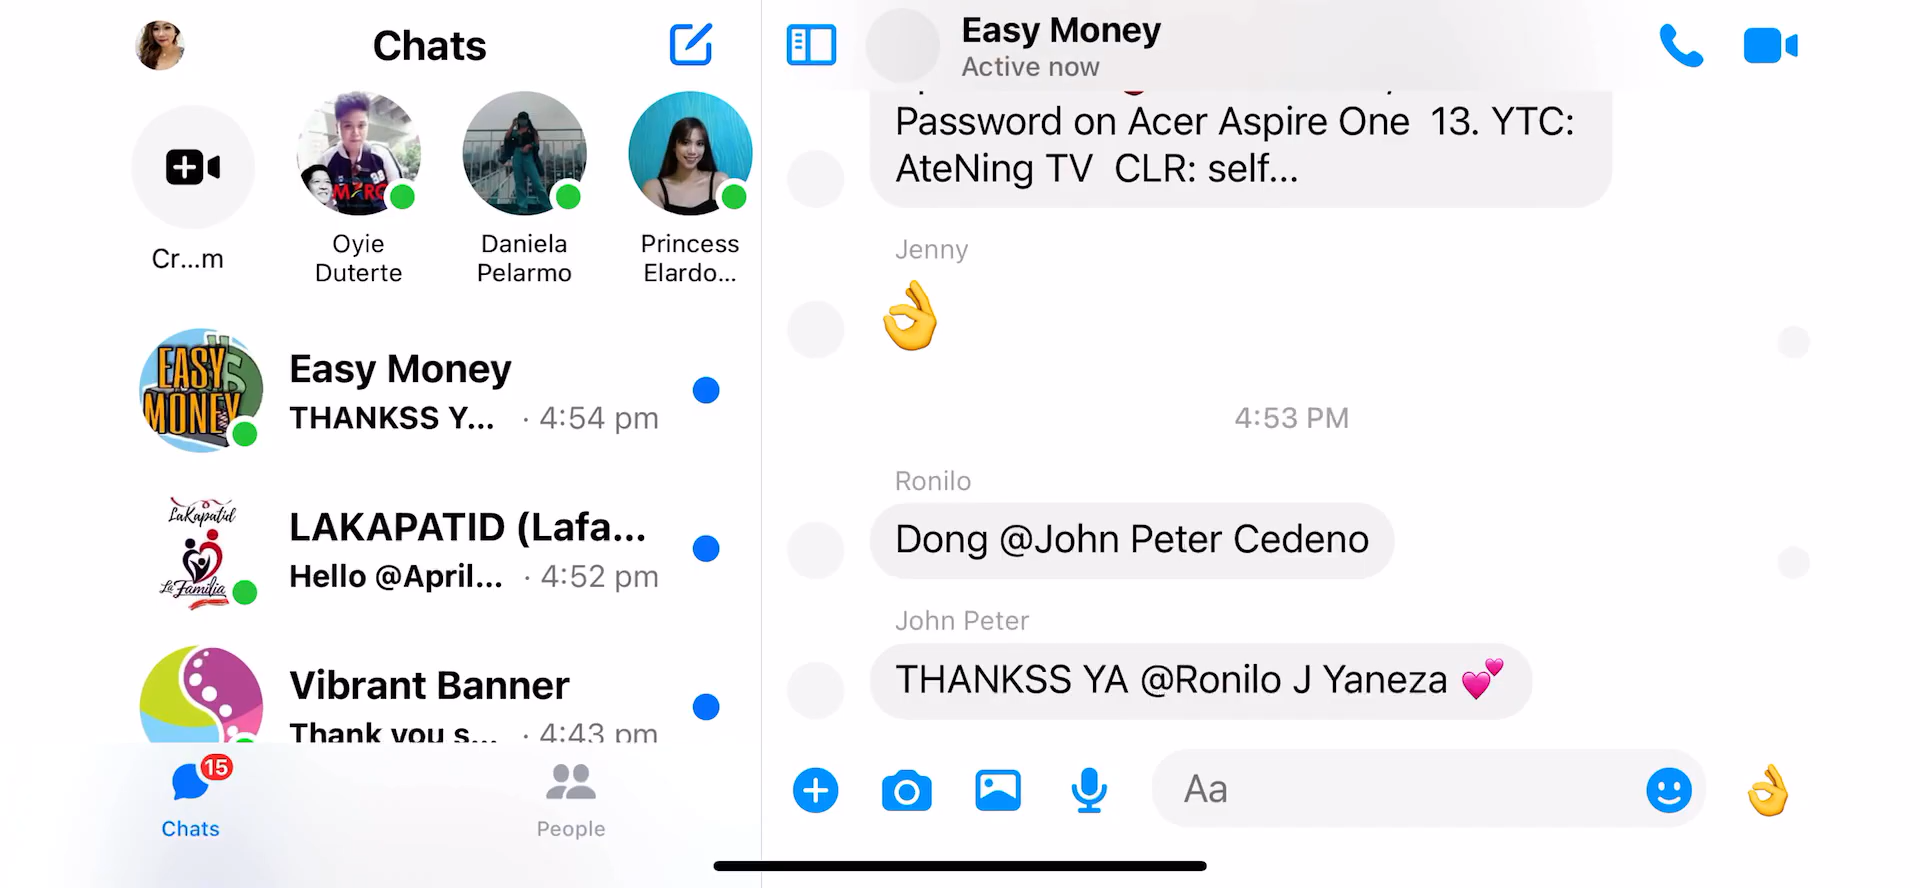 Chats
Cr...m
Oyie
Duterte
Daniela
Pelarmo
Princess
Elardo...
EASY
MONEY
Easy Money
THANKSS Y... · 4:54 pm
LaKapatid
La Familia
LAKAPATID (Lafa...
Hello @April... · 4:52 pm
Vibrant Banner
Thank you s... · 4:43 pm
15
Chats
People
Easy Money
Active now
Password on Acer Aspire One 13. YTC:
AteNing TV CLR: self...
Jenny
👌
4:53 PM
Ronilo
Dong @John Peter Cedeno
John Peter
THANKSS YA @Ronilo J Yaneza 💕
Aa